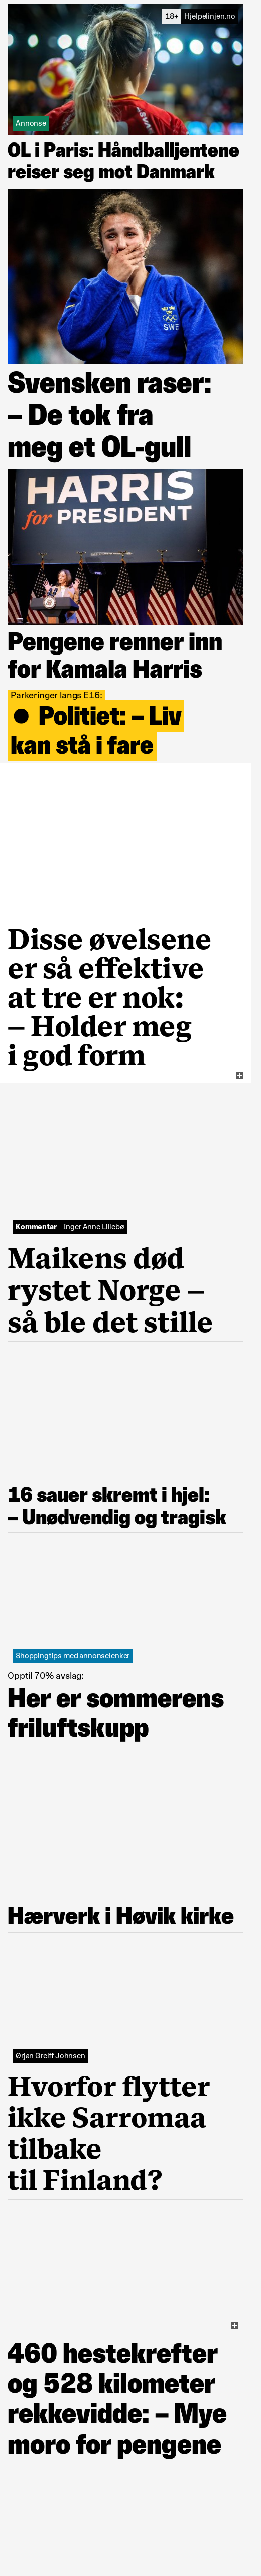 18+ Hjelpelinjen.no
Annonse
OL i Paris: Håndballjentene
reiser seg mot Danmark
SWE
Svensken raser:
– De tok fra
meg et OL-gull
HARRIS
for PRESIDENT
Pengene renner inn
for Kamala Harris
Parkeringer langs E16:
● Politiet: – Liv
kan stå i fare
Disse øvelsene
er så effektive
at tre er nok:
– Holder meg
i god form
Kommentar | Inger Anne Lillebø
Maikens død
rystet Norge –
så ble det stille
16 sauer skremt i hjel:
– Unødvendig og tragisk
Shoppingtips med annonselenker
Opptil 70% avslag:
Her er sommerens
friluftskupp
Hærverk i Høvik kirke
Ørjan Greiff Johnsen
Hvorfor flytter
ikke Sarromaa
tilbake
til Finland?
460 hestekrefter
og 528 kilometer
rekkevidde: – Mye
moro for pengene